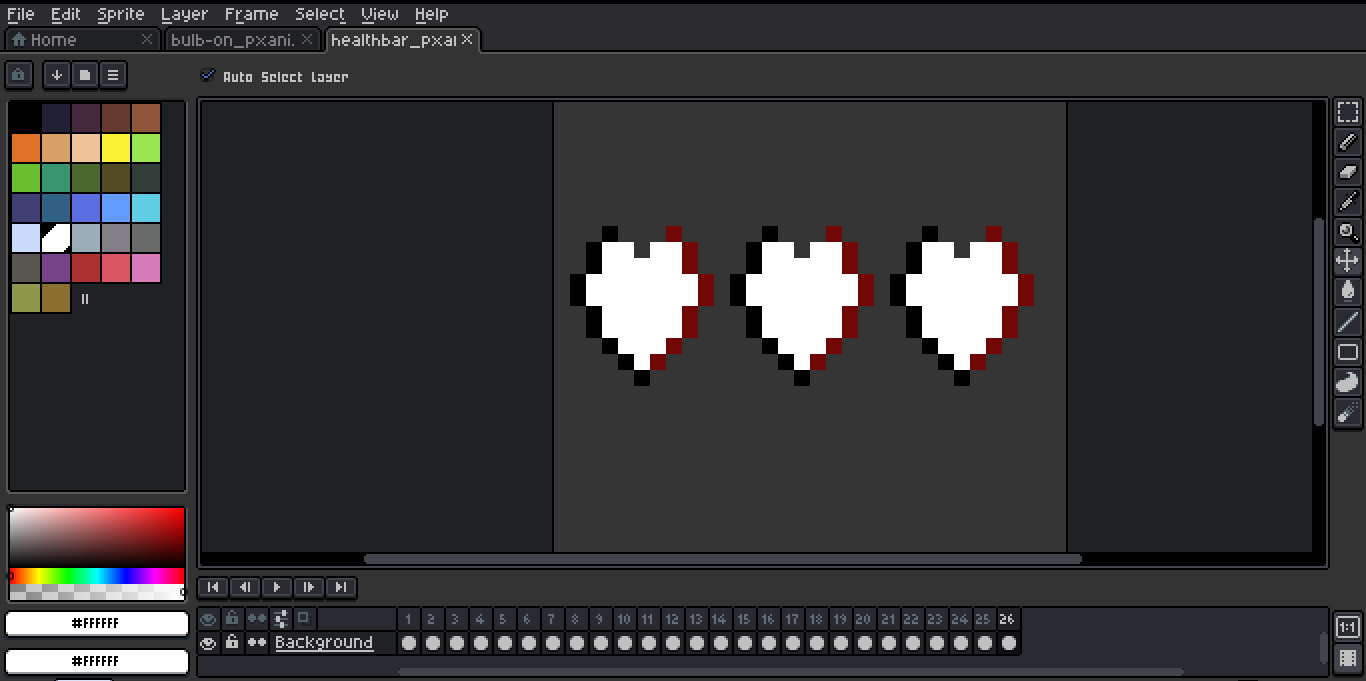 File Edit Sprite Layer Frame Select View Help
Home bulb-on_pxani. healthbar_pxai
Auto Select Layer
#FFFFFF
#FFFFFF
1 2 3 4 5 6 7 8 9 10 11 12 13 14 15 16 17 18 19 20 21 22 23 24 25 26
Background
1:1